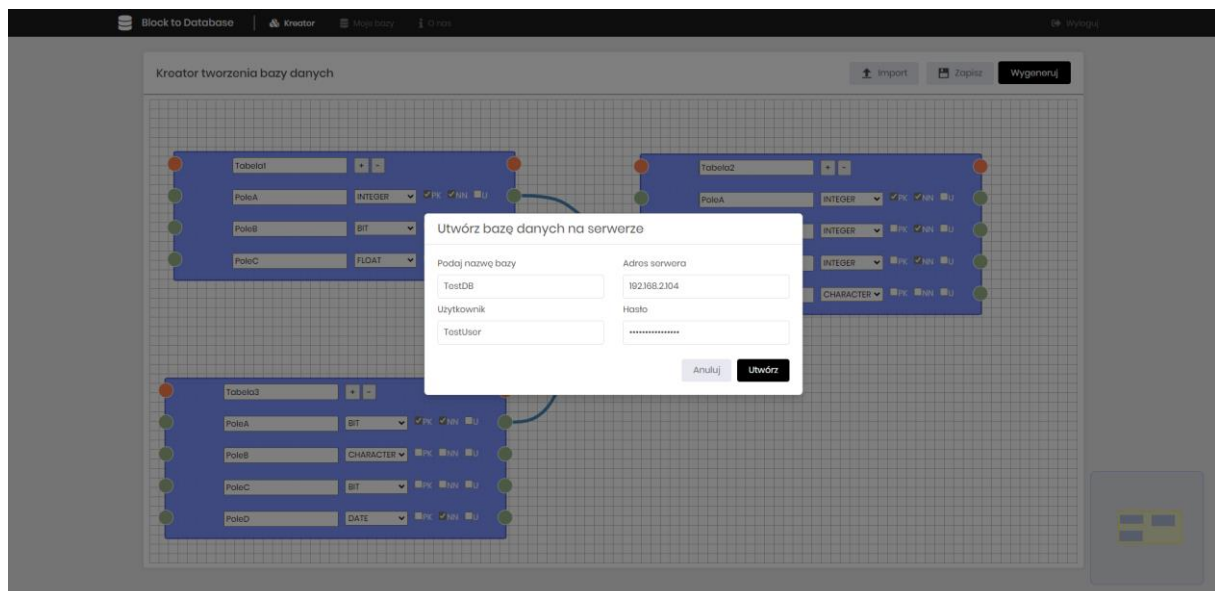 Block to Database Kreator Moje bazy O nas Wyloguj
Kreator tworzenia bazy danych Import Zapisz Wygeneruj
Tabela1 + -
PoleA INTEGER PK NN U
PoleB BIT
PoleC FLOAT
Tabela2 + -
PoleA INTEGER PK NN U
INTEGER PK NN U
INTEGER PK NN U
CHARACTER PK NN U
Utwórz bazę danych na serwerze
Podaj nazwę bazy Adres serwera
TestDB 192.168.2.104
Użytkownik Hasło
TestUser ••••••••••••••••
Anuluj Utwórz
Tabela3 + -
PoleA BIT PK NN U
PoleB CHARACTER PK NN U
PoleC BIT PK NN U
PoleD DATE PK NN U